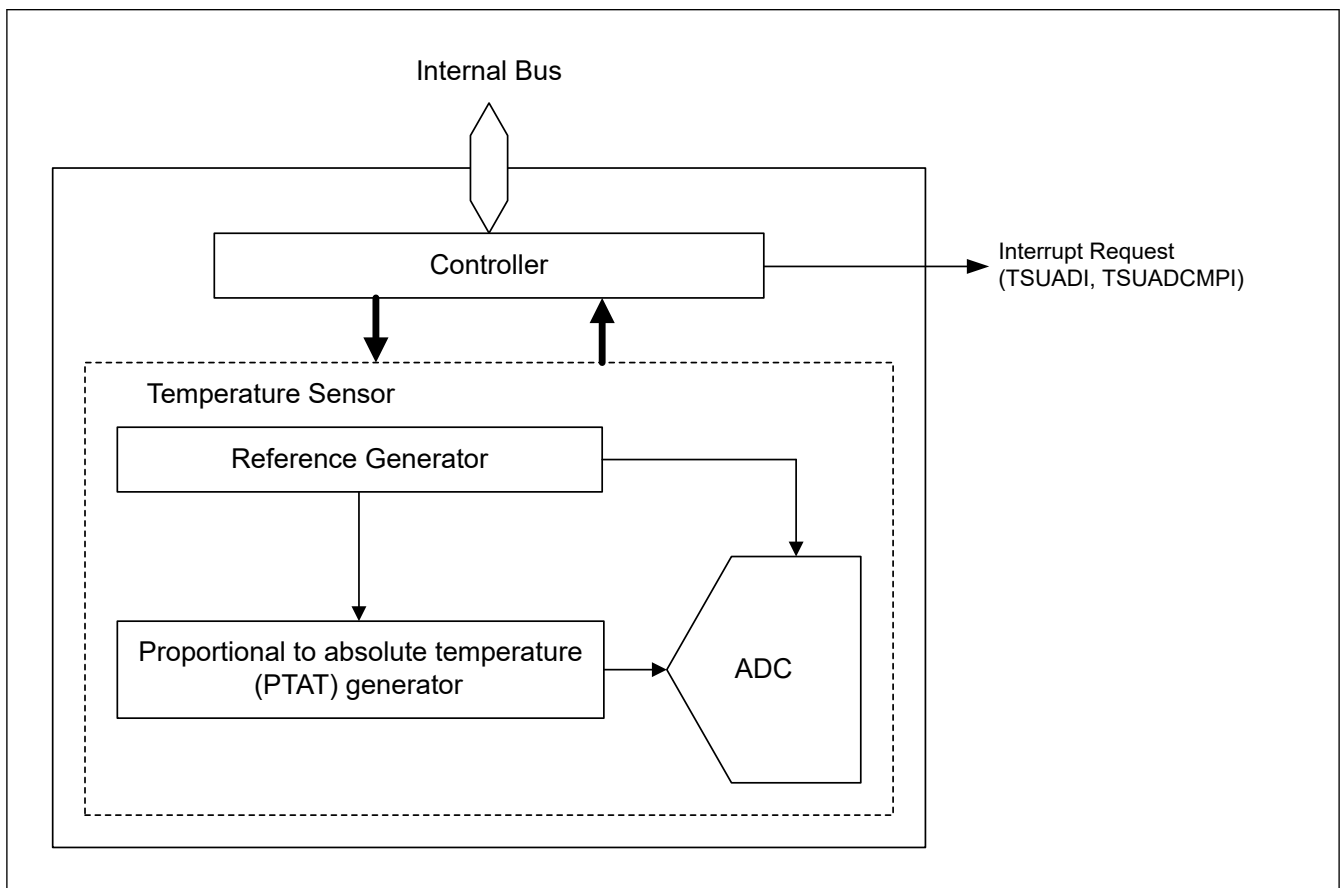 Internal Bus
Controller
Interrupt Request
(TSUADI, TSUADCMPI)
Temperature Sensor
Reference Generator
Proportional to absolute temperature
(PTAT) generator
ADC